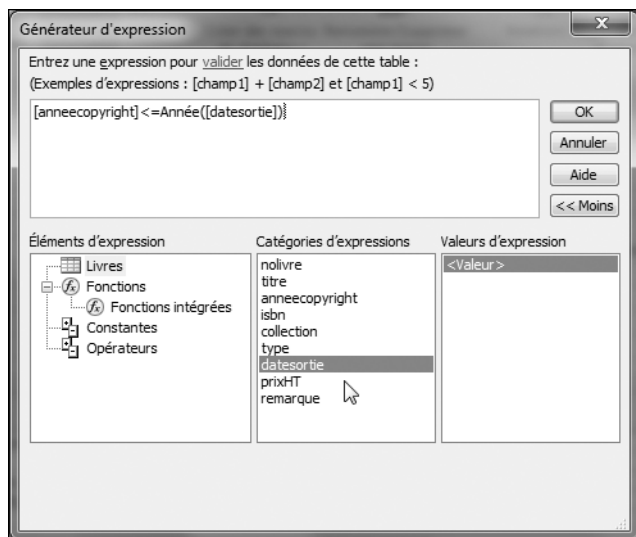 Générateur d'expression
Entrez une expression pour valider les données de cette table :
(Exemples d'expressions : [champ1] + [champ2] et [champ1] < 5)
[anneecopyright]<=Année([datesortie])
OK
Annuler
Aide
<< Moins
Éléments d'expression
Livres
Fonctions
Fonctions intégrées
Constantes
Opérateurs
Catégories d'expressions
nolivre
titre
anneecopyright
isbn
collection
type
datesortie
prixHT
remarque
Valeurs d'expression
<Valeur>